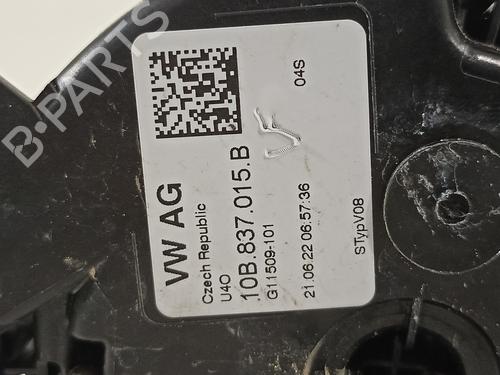 VW AG
Czech Republic
U4O
10B.837.015.B
G11509-101
21.06.22 06:57:36
04S
STypV08
B-PARTS